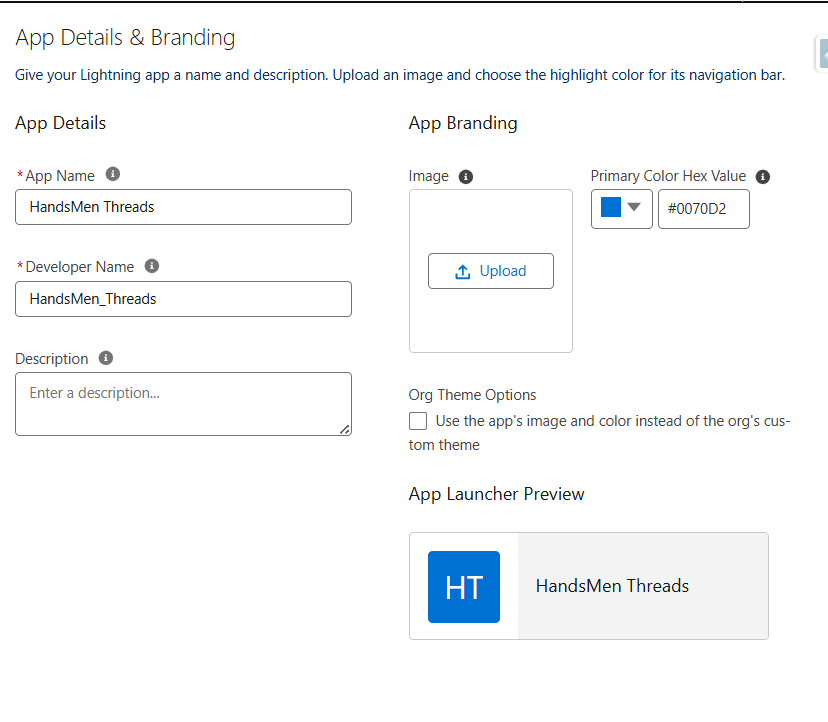 App Details & Branding
Give your Lightning app a name and description. Upload an image and choose the highlight color for its navigation bar.
App Details
*App Name
HandsMen Threads
*Developer Name
HandsMen_Threads
Description
Enter a description...
App Branding
Image
Upload
Primary Color Hex Value
#0070D2
Org Theme Options
Use the app's image and color instead of the org's cus-
tom theme
App Launcher Preview
HT
HandsMen Threads